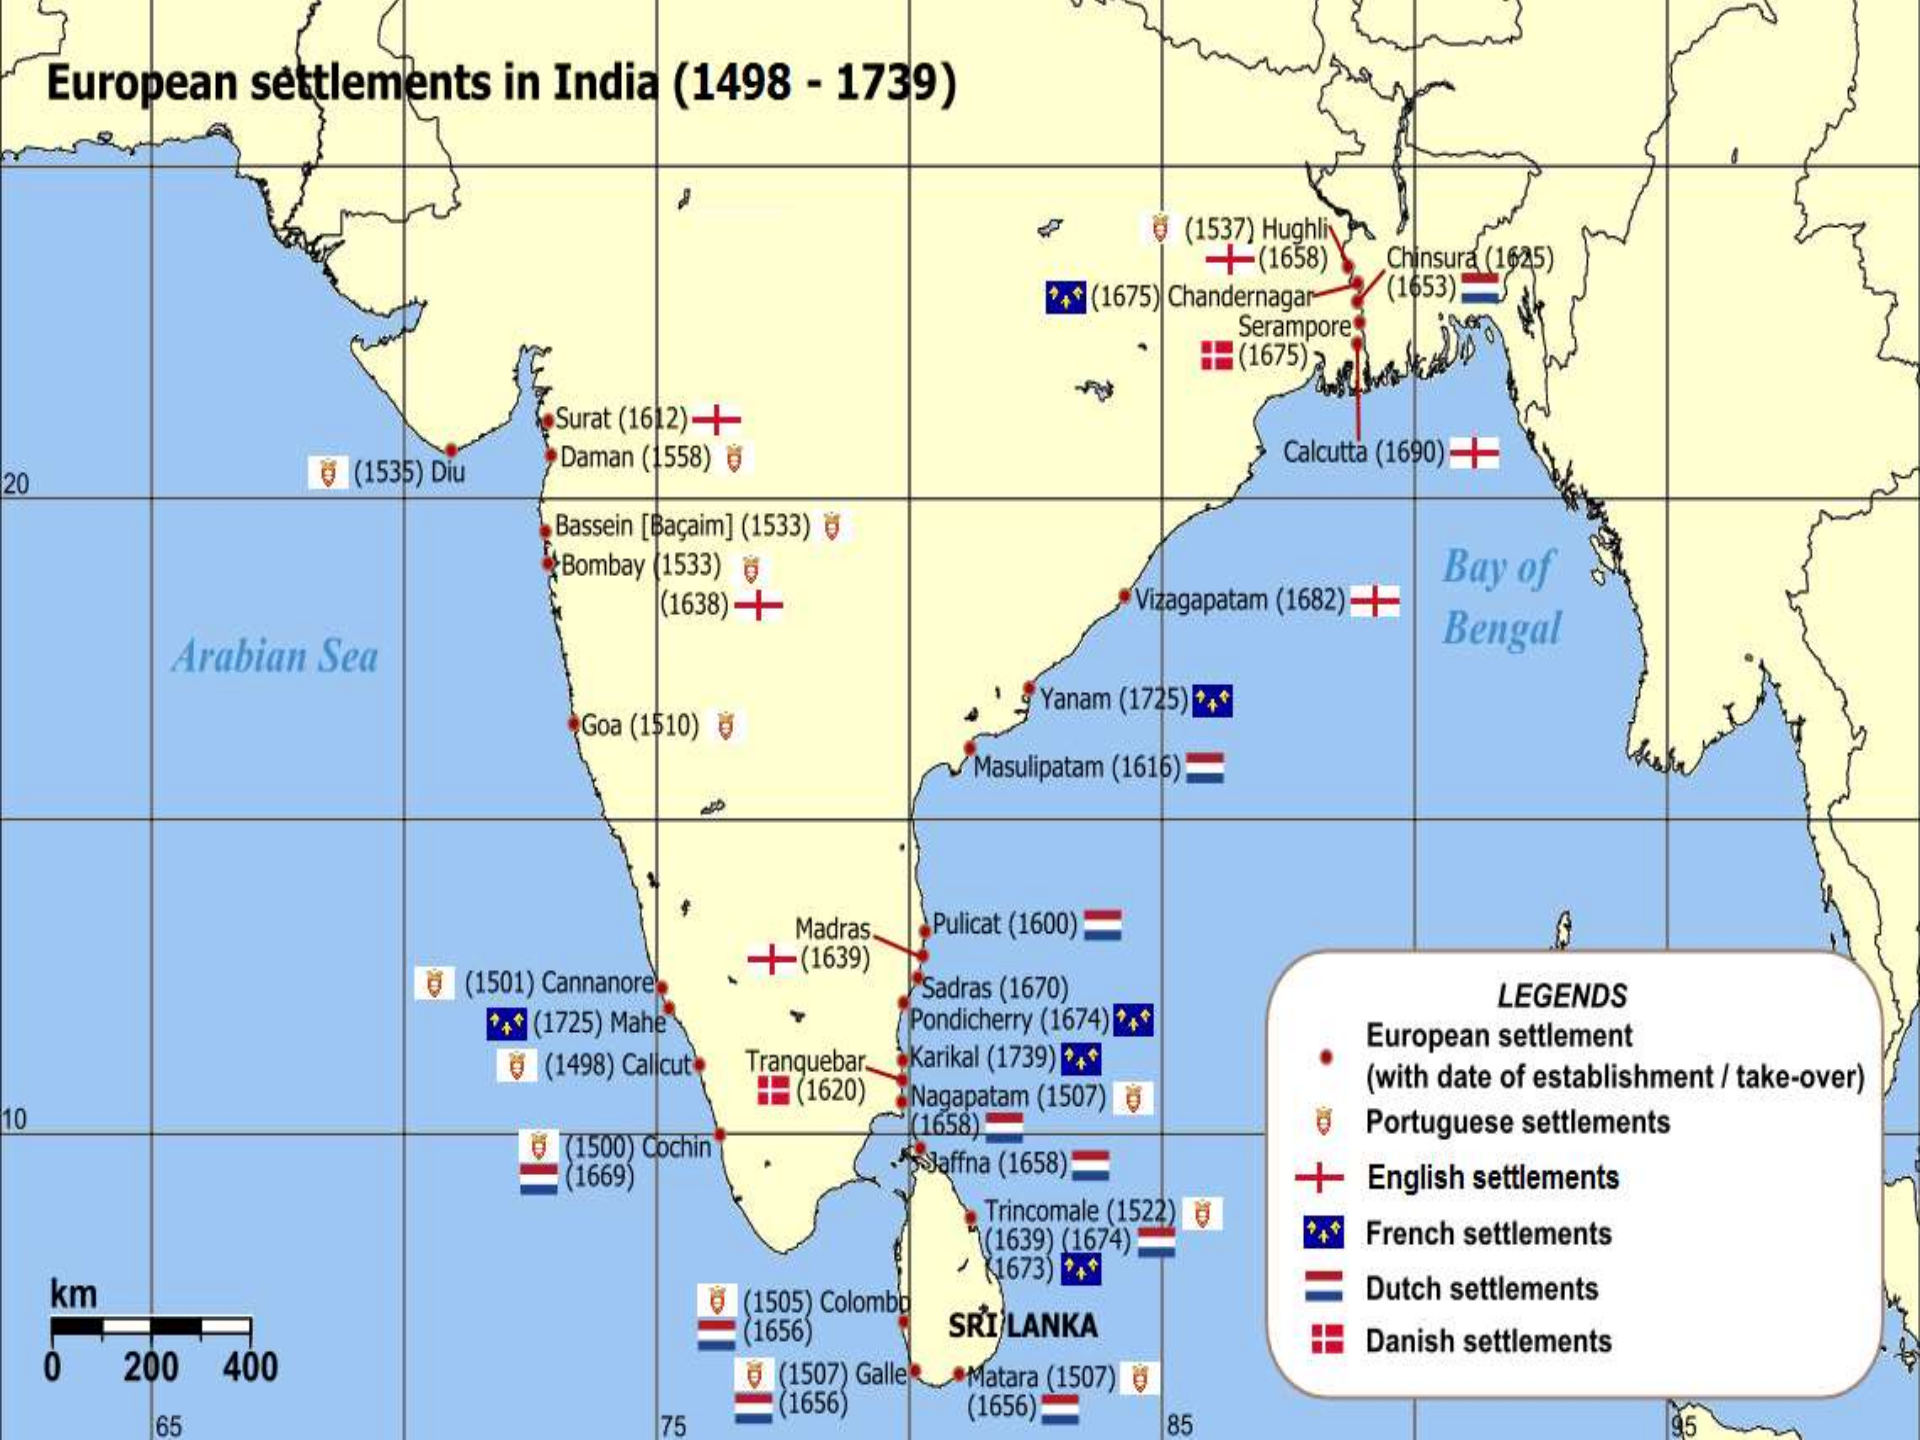 European settlements in India (1498 - 1739)
(1537) Hughli
(1658)
Chinsura (1625)
(1653)
(1675) Chandernagar
Serampore
(1675)
Surat (1612)
Daman (1558)
(1535) Diu
Calcutta (1690)
20
Bassein [Baçaim] (1533)
Bombay (1533)
(1638)
Bay of
Bengal
Vizagapatam (1682)
Arabian Sea
Yanam (1725)
Goa (1510)
Masulipatam (1616)
Madras
(1639)
Pulicat (1600)
(1501) Cannanore
Sadras (1670)
(1725) Mahe
Pondicherry (1674)
(1498) Calicut
Tranquebar
(1620)
Karikal (1739)
Nagapatam (1507)
(1658)
10
(1500) Cochin
(1669)
Jaffna (1658)
Trincomale (1522)
(1639) (1674)
(1673)
(1505) Colombo
(1656)
SRI LANKA
(1507) Galle
(1656)
Matara (1507)
(1656)
LEGENDS
European settlement
(with date of establishment / take-over)
Portuguese settlements
English settlements
French settlements
Dutch settlements
Danish settlements
km
0 200 400
65 75 85 95